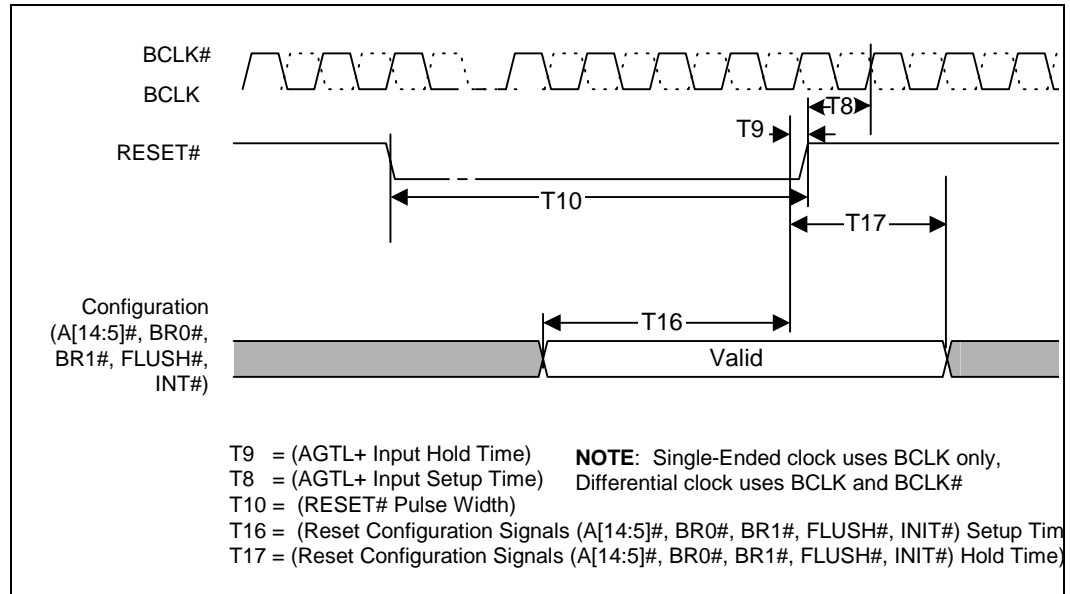 BCLK#
BCLK
T8
T9
RESET#
T10
T17
Configuration
(A[14:5]#, BR0#,
BR1#, FLUSH#,
INT#)
T16
Valid
T9 = (AGTL+ Input Hold Time)
T8 = (AGTL+ Input Setup Time)
T10 = (RESET# Pulse Width)
NOTE: Single-Ended clock uses BCLK only,
Differential clock uses BCLK and BCLK#
T16 = (Reset Configuration Signals (A[14:5]#, BR0#, BR1#, FLUSH#, INIT#) Setup Tim
T17 = (Reset Configuration Signals (A[14:5]#, BR0#, BR1#, FLUSH#, INIT#) Hold Time)